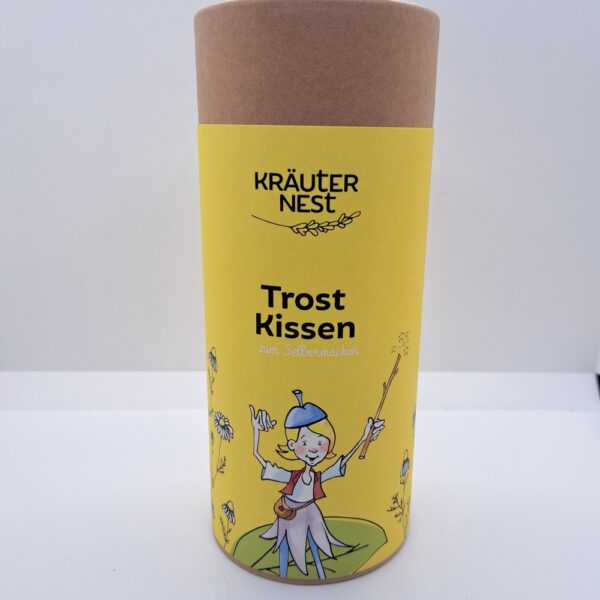 KRÄUTER
NEST
Trost
Kissen
zum Selbermachen